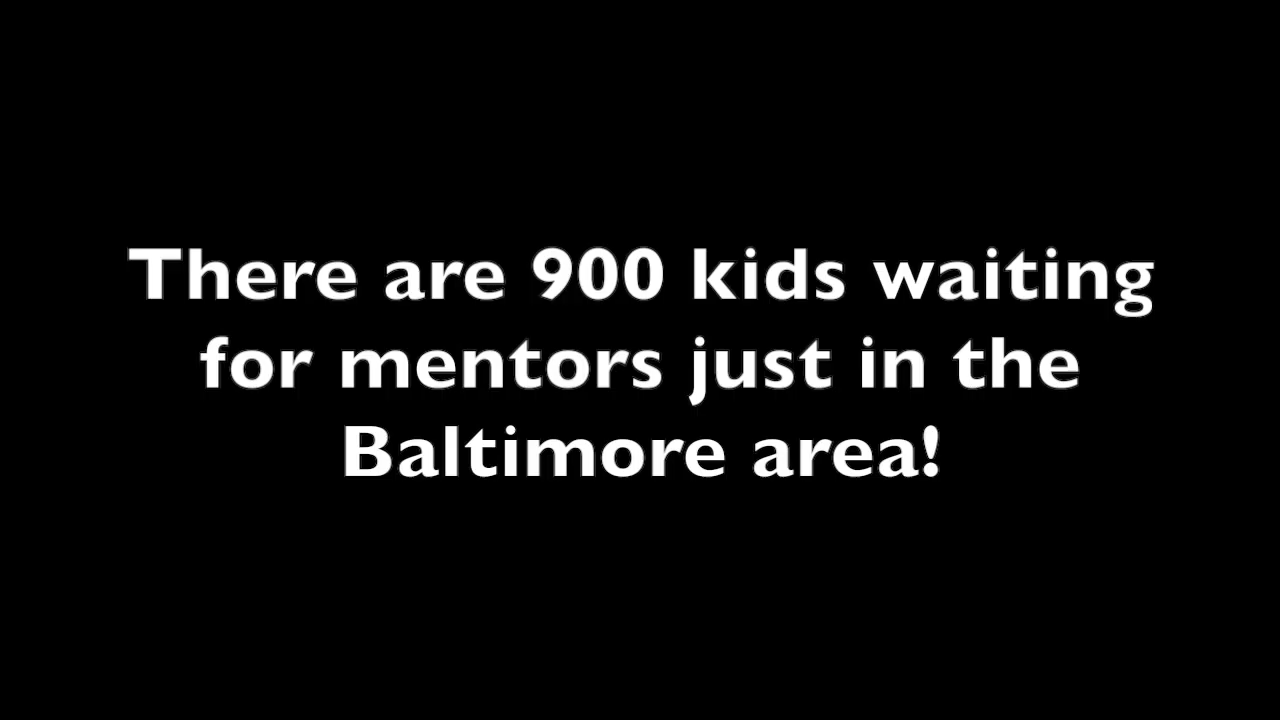 There are 900 kids waiting
for mentors just in the
Baltimore area!